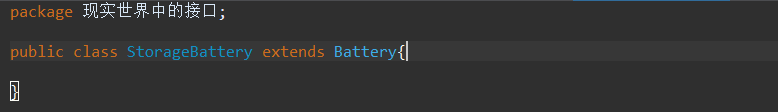 package 现实世界中的接口;
public class StorageBattery extends Battery{
}